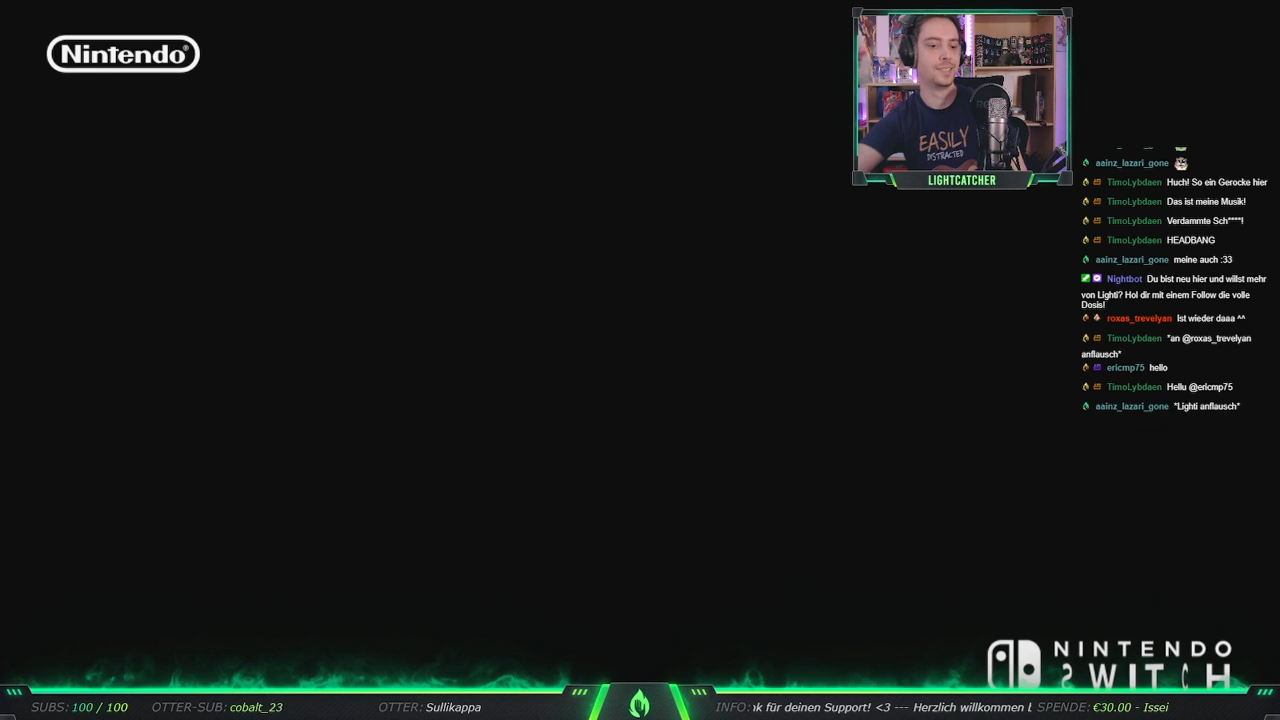 Nintendo®
EASILY
DISTRACTED
LIGHTCATCHER
aainz_lazari_gone
TimoLybdaen Huch! So ein Gerocke hier
TimoLybdaen Das ist meine Musik!
TimoLybdaen Verdammte Sch****!
TimoLybdaen HEADBANG
aainz_lazari_gone meine auch :33
Nightbot Du bist neu hier und willst mehr
von Lighti? Hol dir mit einem Follow die volle
Dosis!
roxas_trevelyan Ist wieder daaa ^^
TimoLybdaen *an @roxas_trevelyan
anflausch*
ericmp75 hello
TimoLybdaen Hellu @ericmp75
aainz_lazari_gone *Lighti anflausch*
NINTENDO
SWITCH
SUBS: 100 / 100 OTTER-SUB: cobalt_23 OTTER: Sullikappa INFO: für deinen Support! <3 --- Herzlich willkommen SPENDE: €30.00 - Issei